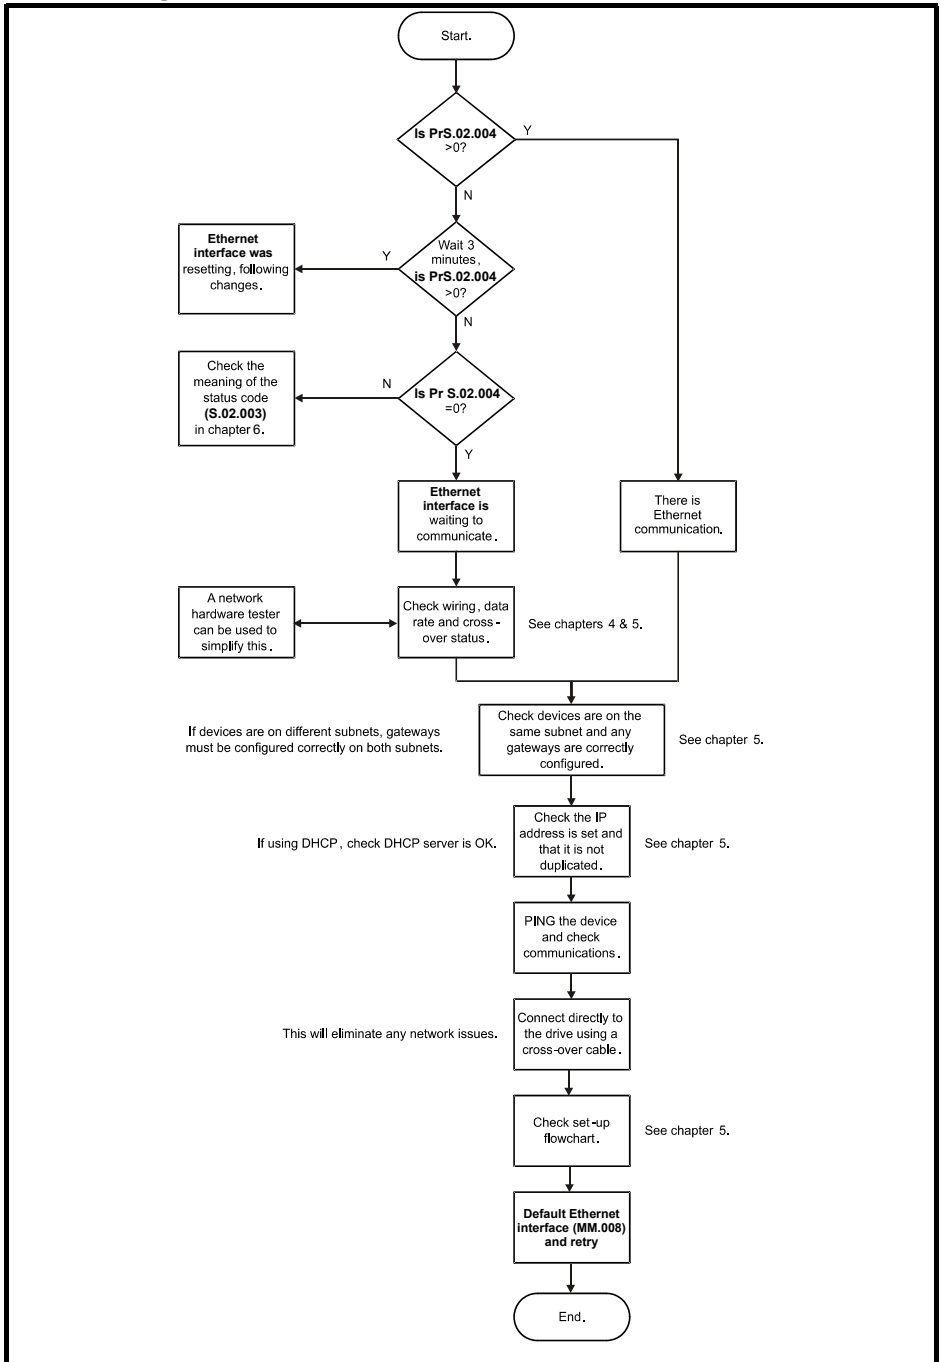 Start.
Is PrS.02.004
>0?
Y
N
Ethernet
interface was
resetting, following
changes.
Y
Wait 3
minutes,
is PrS.02.004
>0?
N
Check the
meaning of the
status code
(S.02.003)
in chapter 6.
N
Is Pr S.02.004
=0?
Y
Ethernet
interface is
waiting to
communicate.
There is
Ethernet
communication.
A network
hardware tester
can be used to
simplify this.
Check wiring, data
rate and cross-
over status.
See chapters 4 & 5.
If devices are on different subnets, gateways
must be configured correctly on both subnets.
Check devices are on the
same subnet and any
gateways are correctly
configured.
See chapter 5.
If using DHCP, check DHCP server is OK.
Check the IP
address is set and
that it is not
duplicated.
See chapter 5.
PING the device
and check
communications.
This will eliminate any network issues.
Connect directly to
the drive using a
cross-over cable.
Check set-up
flowchart.
See chapter 5.
Default Ethernet
interface (MM.008)
and retry
End.